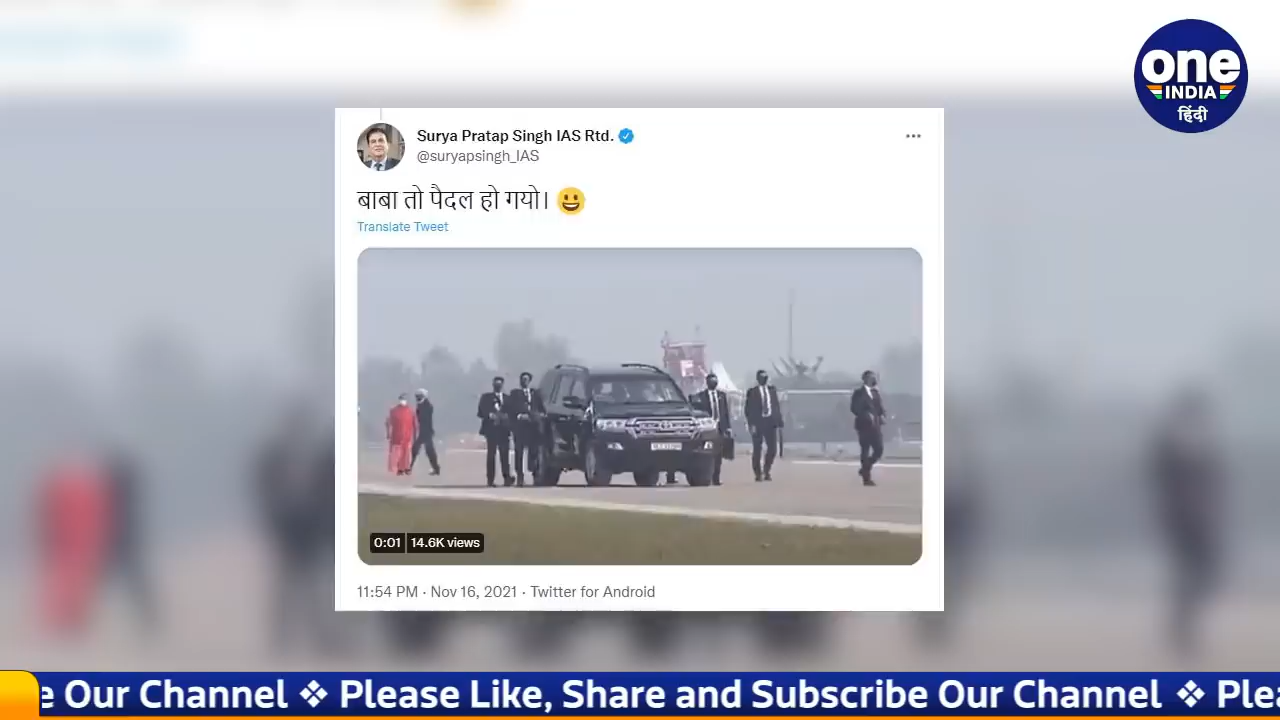 one
INDIA
हिंदी
Surya Pratap Singh IAS Rtd.
@suryapsingh_IAS
बाबा तो पैदल हो गयो। 😀
Translate Tweet
0:01 14.6K views
11:54 PM · Nov 16, 2021 · Twitter for Android
e Our Channel ❖ Please Like, Share and Subscribe Our Channel ❖ Plea